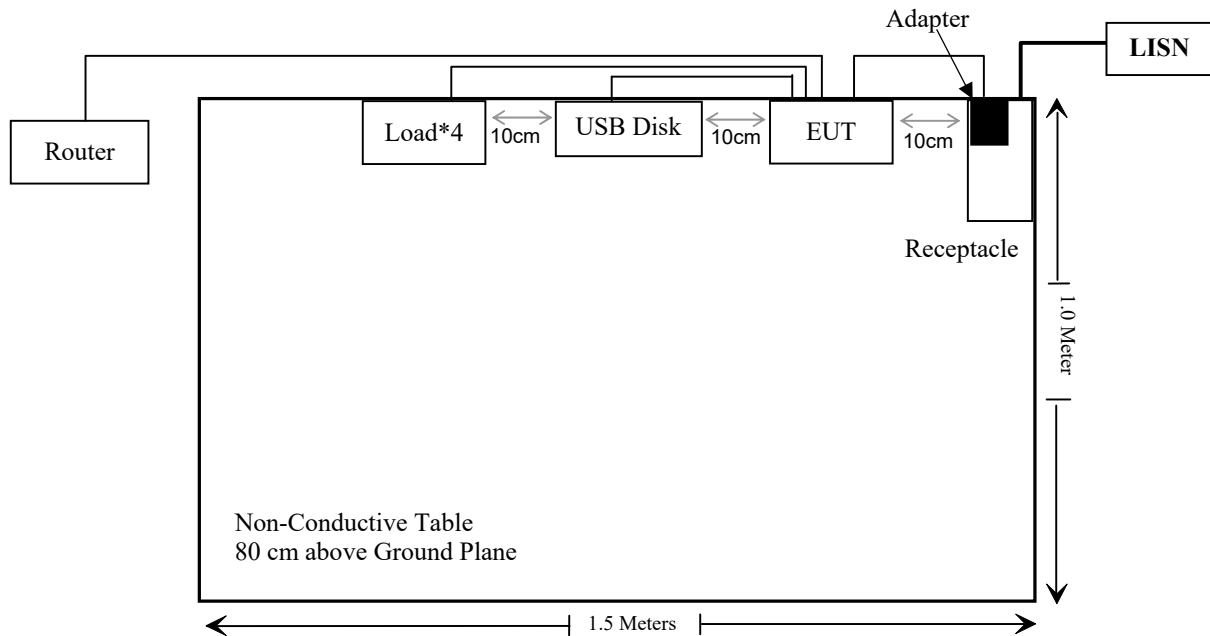 Adapter
LISN
Router
Load*4
10cm
USB Disk
10cm
EUT
10cm
Receptacle
1.0 Meter
Non-Conductive Table
80 cm above Ground Plane
1.5 Meters